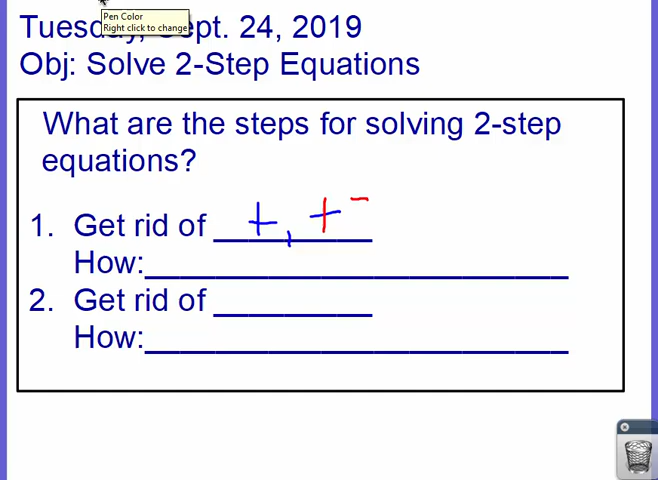 Pen Color
Right click to change
Tuesday, Sept. 24, 2019
Obj: Solve 2-Step Equations
What are the steps for solving 2-step
equations?
1. Get rid of +, + -
How:
2. Get rid of
How: